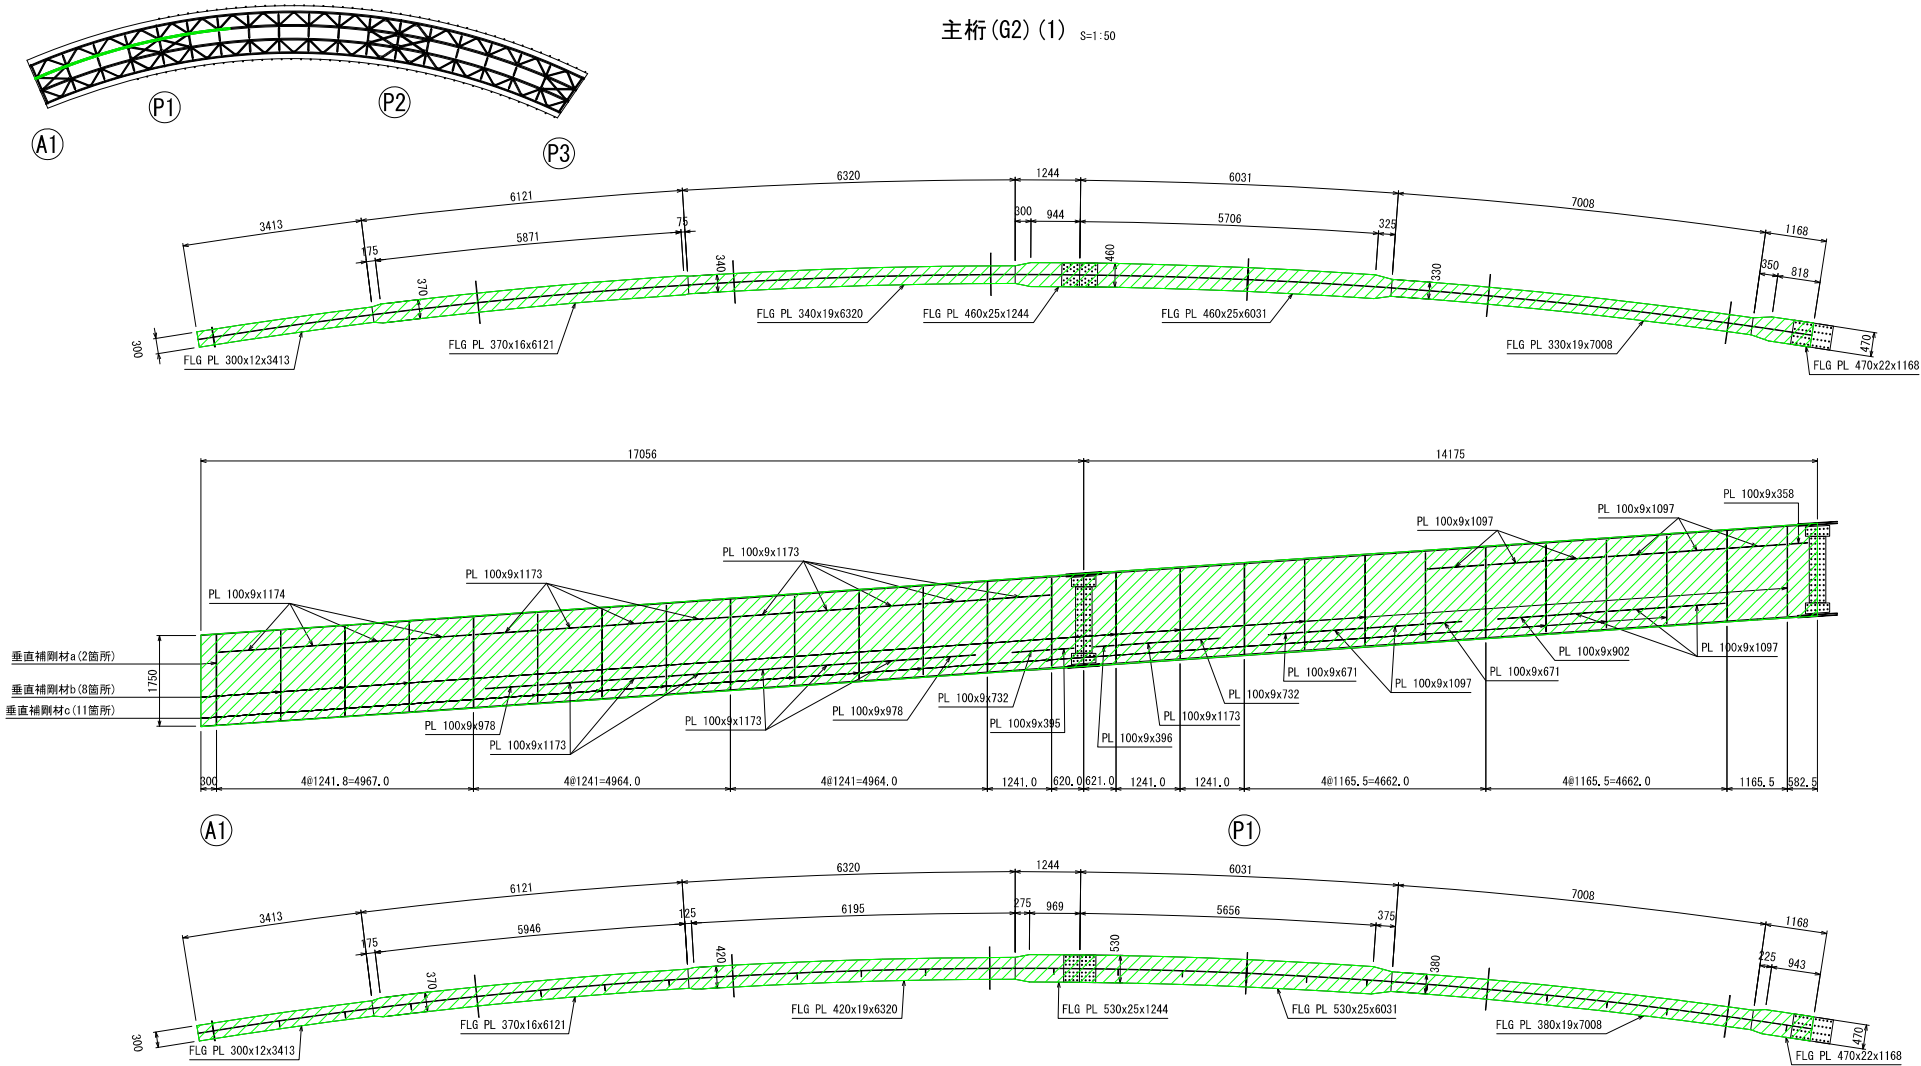 主桁(G2)(1) S=1:50
A1
P1
P2
P3
3413
6121
6320
1244
6031
7008
1168
175
5871
75
300
944
5706
325
350
818
300
370
340
460
330
470
FLG PL 300x12x3413
FLG PL 370x16x6121
FLG PL 340x19x6320
FLG PL 460x25x1244
FLG PL 460x25x6031
FLG PL 330x19x7008
FLG PL 470x22x1168
17056
14175
PL 100x9x1174
PL 100x9x1173
PL 100x9x1173
PL 100x9x1097
PL 100x9x1097
PL 100x9x358
垂直補剛材a(2箇所)
垂直補剛材b(8箇所)
垂直補剛材c(11箇所)
1750
PL 100x9x978
PL 100x9x1173
PL 100x9x1173
PL 100x9x978
PL 100x9x732
PL 100x9x395
PL 100x9x396
PL 100x9x1173
PL 100x9x732
PL 100x9x671
PL 100x9x1097
PL 100x9x671
PL 100x9x902
PL 100x9x1097
300
4@1241.8=4967.0
4@1241=4964.0
4@1241=4964.0
1241.0
620.0
621.0
1241.0
1241.0
4@1165.5=4662.0
4@1165.5=4662.0
1165.5
582.5
A1
P1
3413
6121
6320
1244
6031
7008
1168
175
5946
125
6195
275
969
5656
375
225
943
300
370
420
530
380
470
FLG PL 300x12x3413
FLG PL 370x16x6121
FLG PL 420x19x6320
FLG PL 530x25x1244
FLG PL 530x25x6031
FLG PL 380x19x7008
FLG PL 470x22x1168